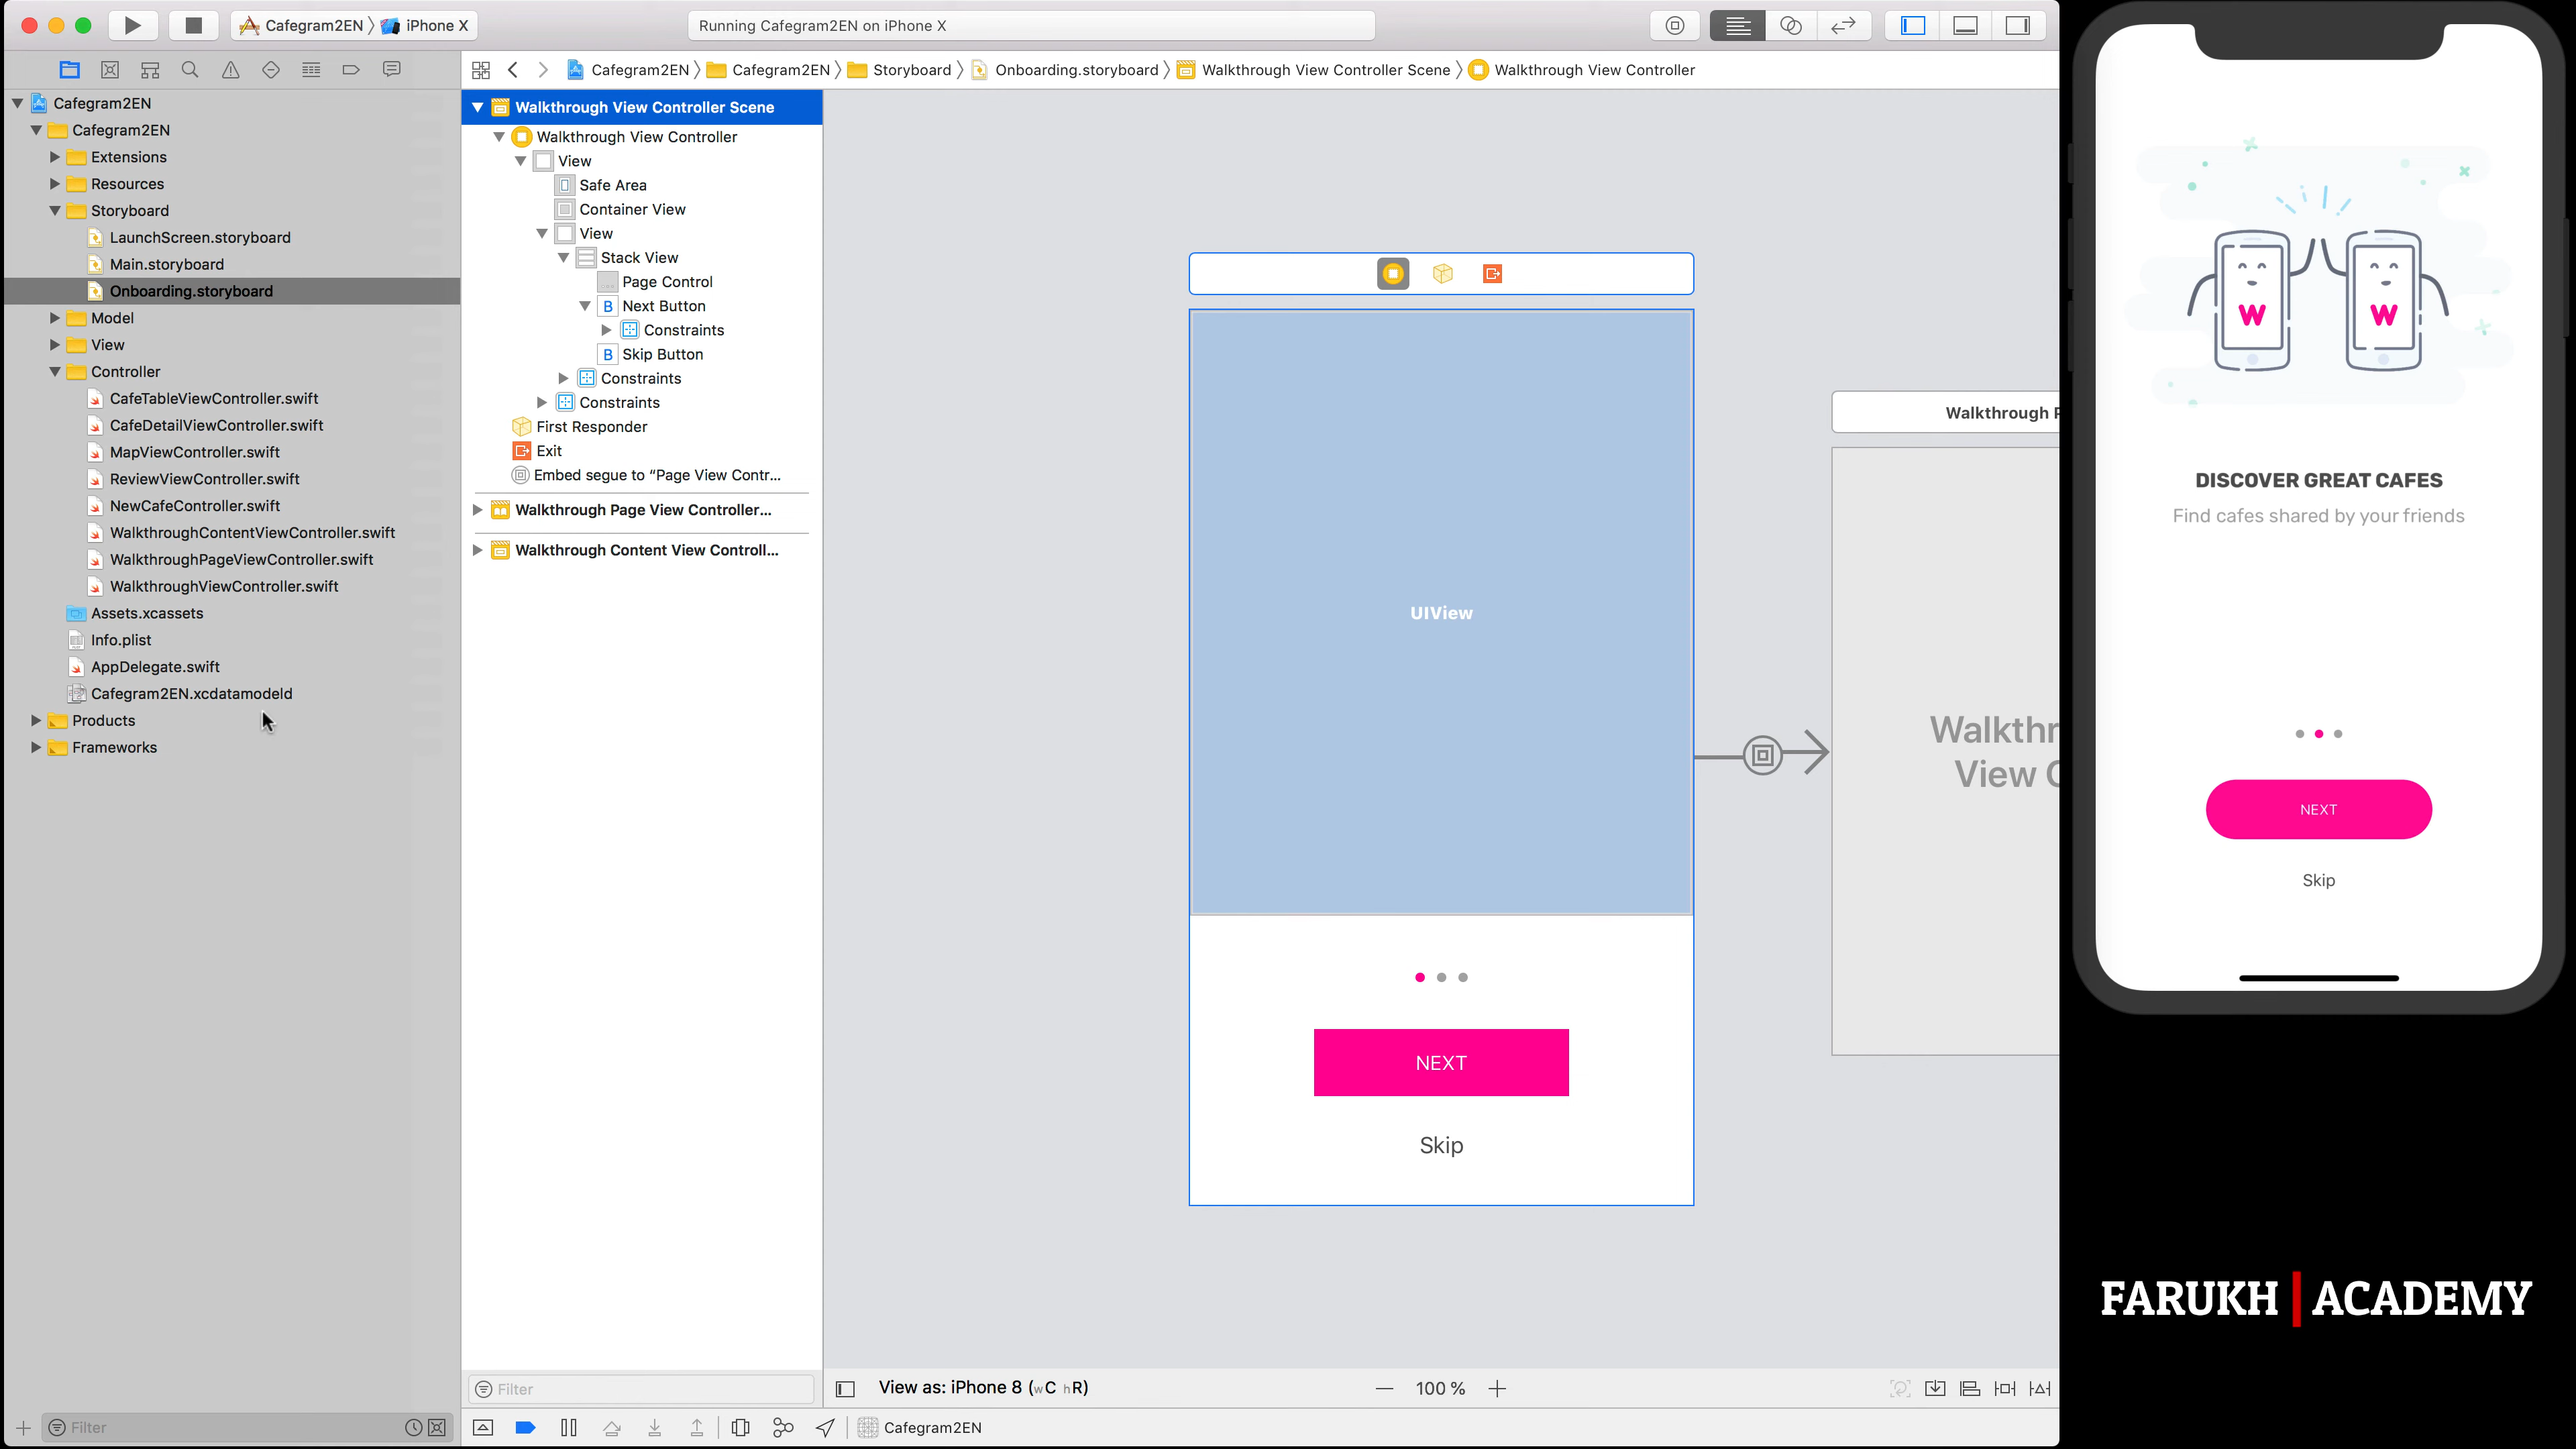 Cafegram2EN 〉 iPhone X
Running Cafegram2EN on iPhone X
Cafegram2EN 〉 Cafegram2EN 〉 Storyboard 〉 Onboarding.storyboard 〉 Walkthrough View Controller Scene 〉 Walkthrough View Controller
Cafegram2EN
Cafegram2EN
Extensions
Resources
Storyboard
LaunchScreen.storyboard
Main.storyboard
Onboarding.storyboard
Model
View
Controller
CafeTableViewController.swift
CafeDetailViewController.swift
MapViewController.swift
ReviewViewController.swift
NewCafeController.swift
WalkthroughContentViewController.swift
WalkthroughPageViewController.swift
WalkthroughViewController.swift
Assets.xcassets
Info.plist
AppDelegate.swift
Cafegram2EN.xcdatamodeld
Products
Frameworks
Filter
Walkthrough View Controller Scene
Walkthrough View Controller
View
Safe Area
Container View
View
Stack View
Page Control
B Next Button
Constraints
B Skip Button
Constraints
Constraints
First Responder
Exit
Embed segue to “Page View Contr...
Walkthrough Page View Controller...
Walkthrough Content View Controll...
Filter
UIView
NEXT
Skip
Walkthrough P
Walkthr
View C
View as: iPhone 8 (wC hR)
100 %
Cafegram2EN
W W
DISCOVER GREAT CAFES
Find cafes shared by your friends
NEXT
Skip
FARUKH | ACADEMY